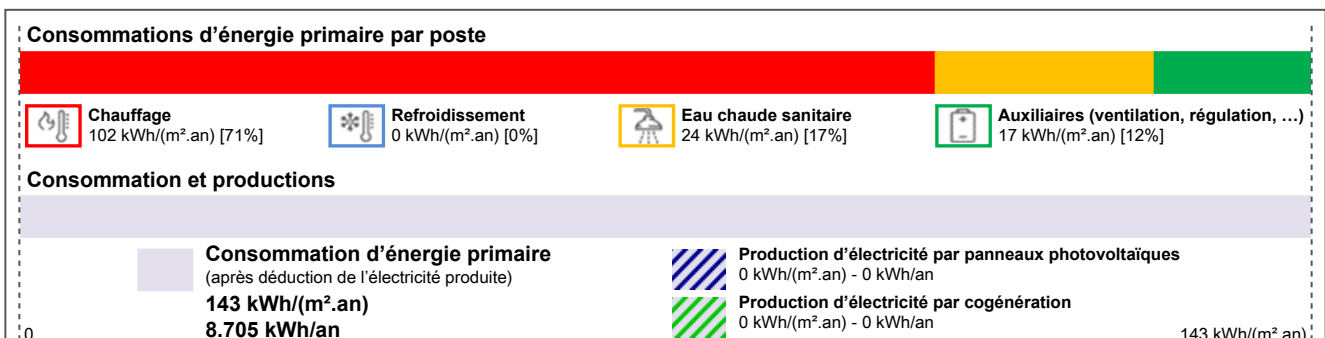 Consommations d’énergie primaire par poste
Chauffage
102 kWh/(m².an) [71%]
Refroidissement
0 kWh/(m².an) [0%]
Eau chaude sanitaire
24 kWh/(m².an) [17%]
Auxiliaires (ventilation, régulation, …)
17 kWh/(m².an) [12%]
Consommation et productions
Consommation d’énergie primaire
(après déduction de l’électricité produite)
143 kWh/(m².an)
8.705 kWh/an
Production d’électricité par panneaux photovoltaïques
0 kWh/(m².an) - 0 kWh/an
Production d’électricité par cogénération
0 kWh/(m².an) - 0 kWh/an
0
143 kWh/(m².an)